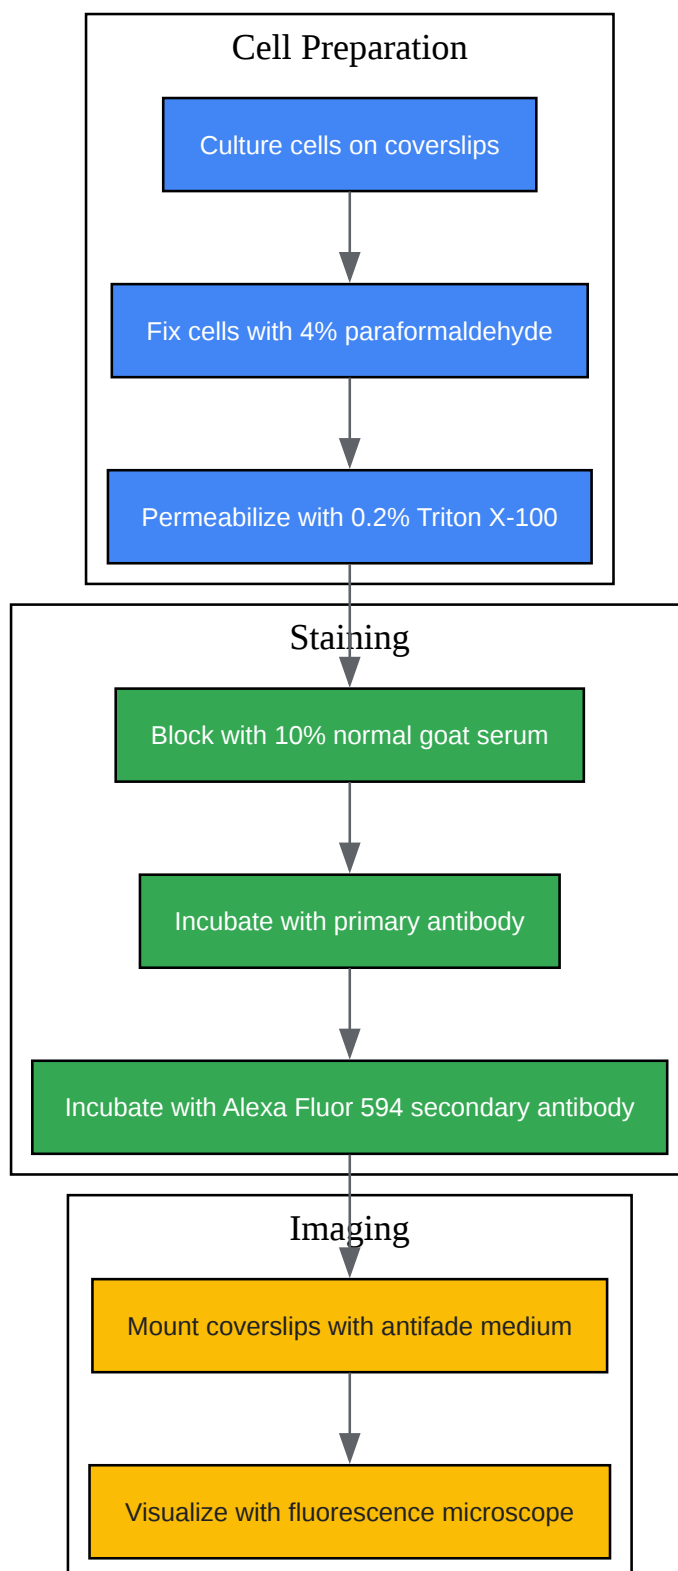 Cell Preparation
Culture cells on coverslips
Fix cells with 4% paraformaldehyde
Permeabilize with 0.2% Triton X-100
Staining
Block with 10% normal goat serum
Incubate with primary antibody
Incubate with Alexa Fluor 594 secondary antibody
Imaging
Mount coverslips with antifade medium
Visualize with fluorescence microscope